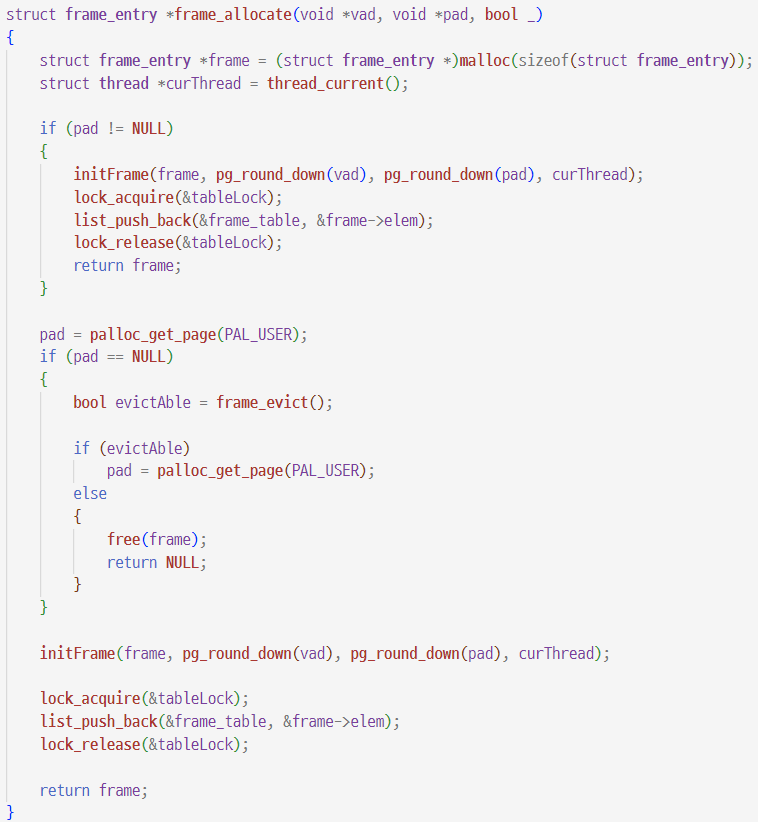 struct frame_entry *frame_allocate(void *vad, void *pad, bool _)
{
    struct frame_entry *frame = (struct frame_entry *)malloc(sizeof(struct frame_entry));
    struct thread *curThread = thread_current();

    if (pad != NULL)
    {
        initFrame(frame, pg_round_down(vad), pg_round_down(pad), curThread);
        lock_acquire(&tableLock);
        list_push_back(&frame_table, &frame->elem);
        lock_release(&tableLock);
        return frame;
    }

    pad = palloc_get_page(PAL_USER);
    if (pad == NULL)
    {
        bool evictAble = frame_evict();

        if (evictAble)
            pad = palloc_get_page(PAL_USER);
        else
        {
            free(frame);
            return NULL;
        }
    }

    initFrame(frame, pg_round_down(vad), pg_round_down(pad), curThread);

    lock_acquire(&tableLock);
    list_push_back(&frame_table, &frame->elem);
    lock_release(&tableLock);

    return frame;
}